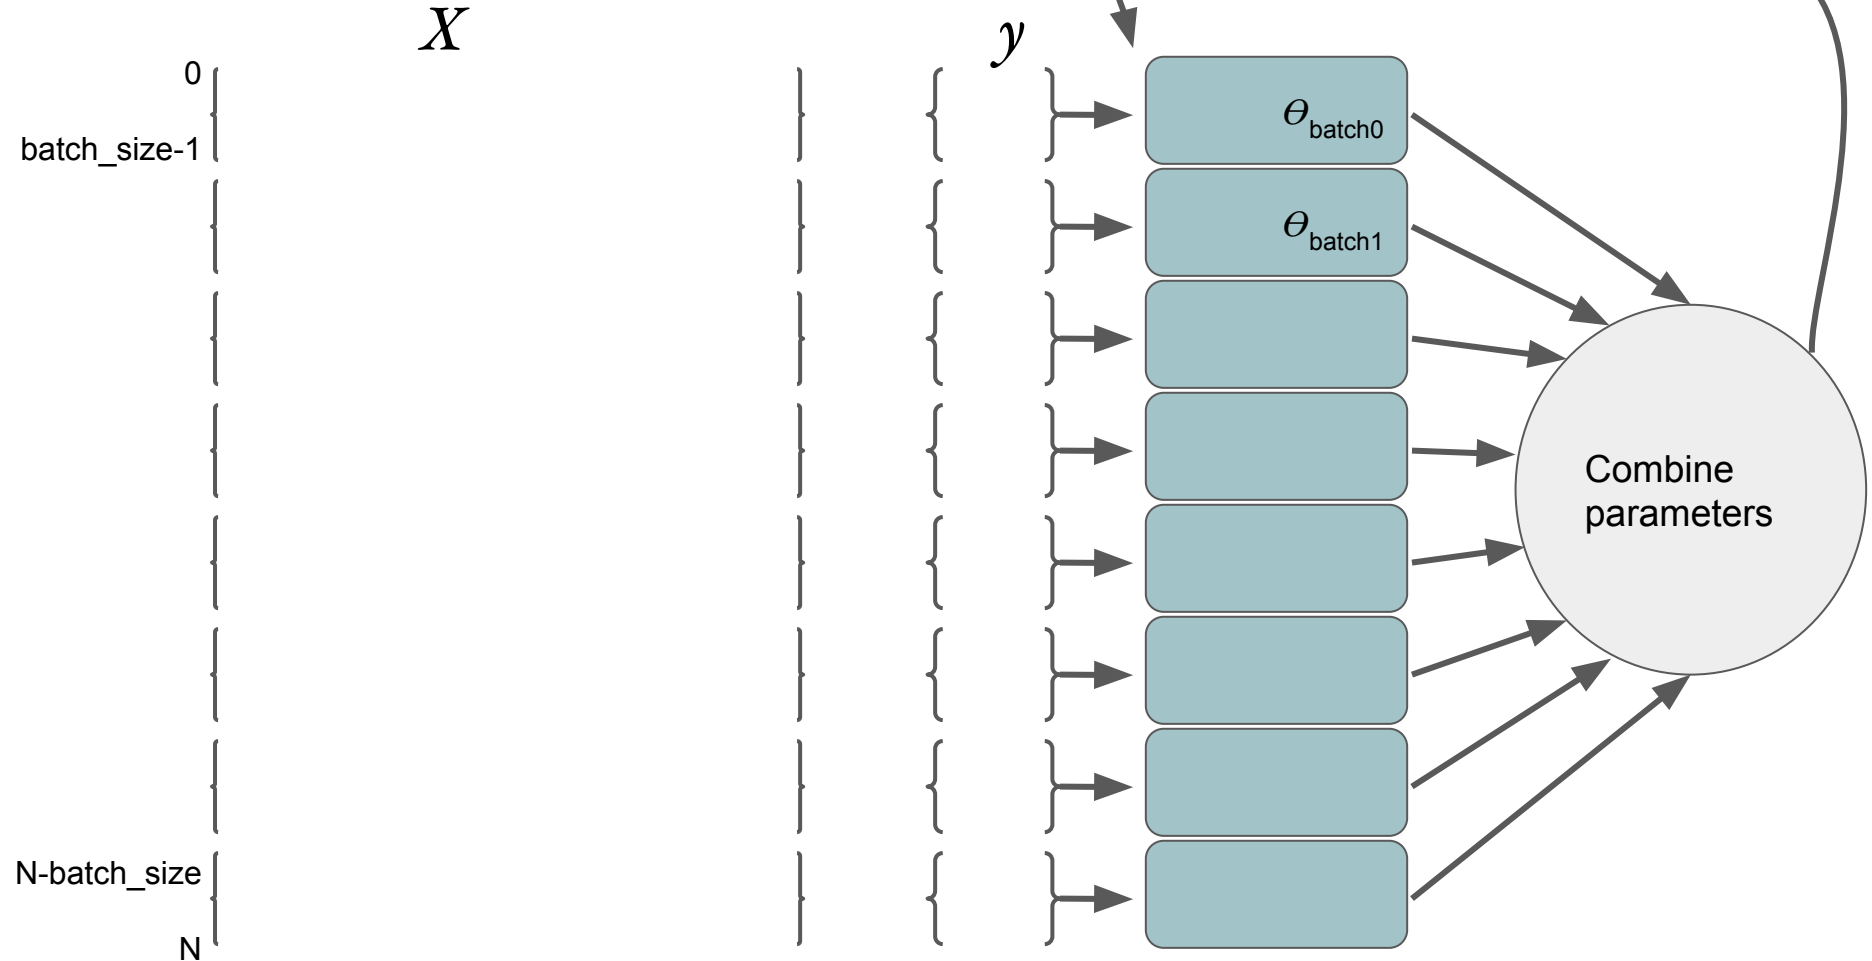 X
y
0
batch_size-1
θbatch0
θbatch1
Combine
parameters
N-batch_size
N